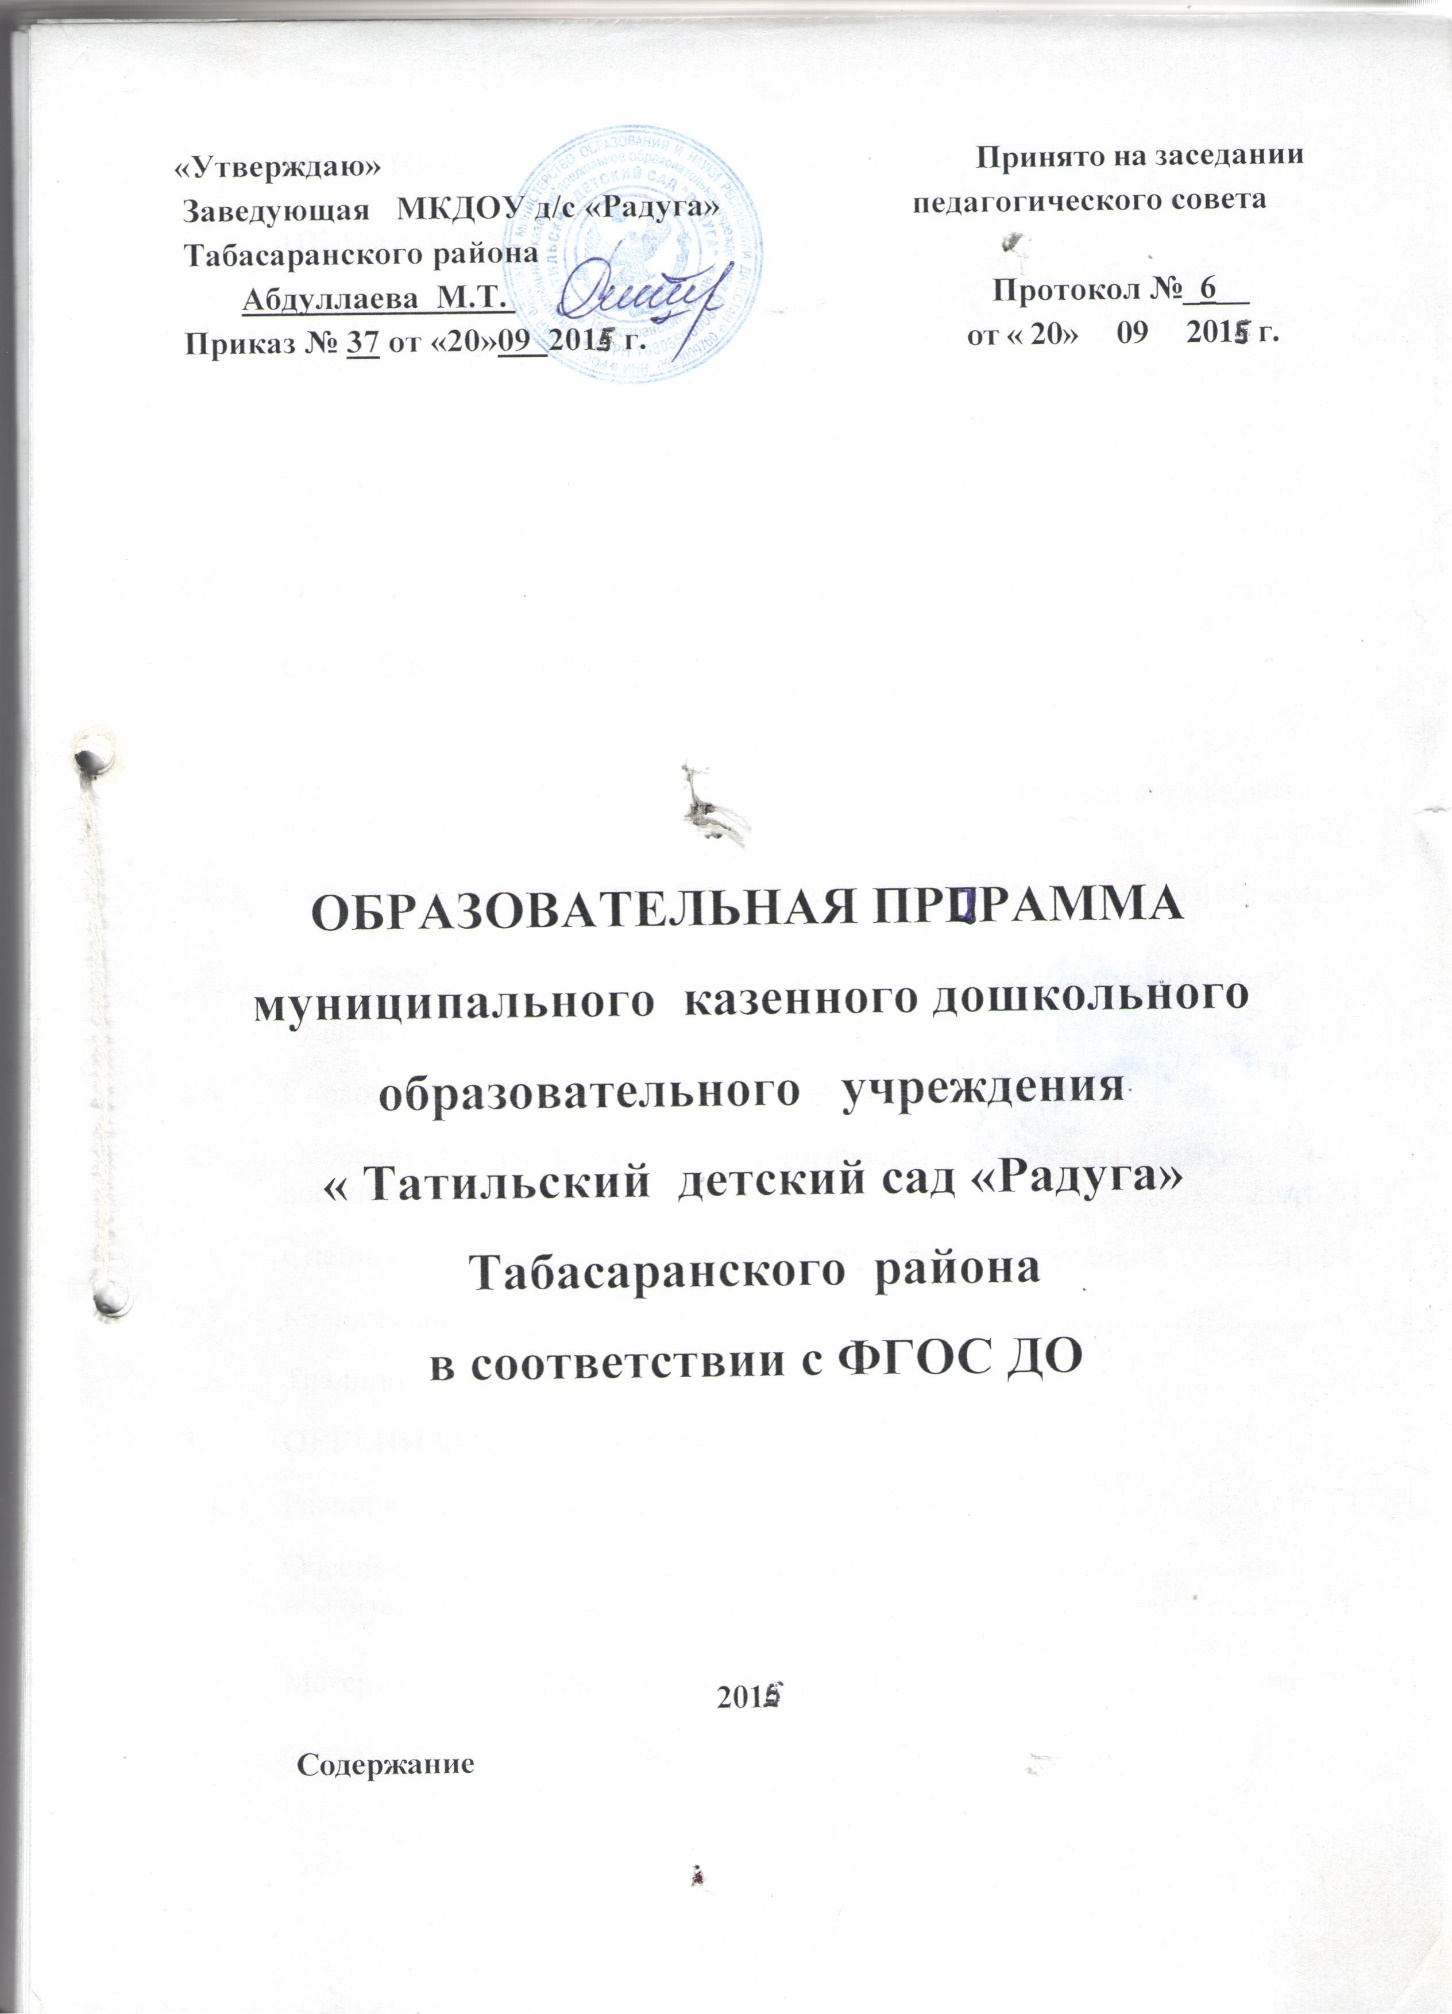 «Утверждаю»
Заведующая МКДОУ д/с «Радуга»
Табасаранского района
Абдуллаева М.Т.
Приказ № 37 от «20»09 2015 г.
Принято на заседании
педагогического совета
Протокол № 6
от « 20» 09 2015 г.
ОБРАЗОВАТЕЛЬНАЯ ПРОРАММА
муниципального казенного дошкольного
образовательного учреждения
« Татильский детский сад «Радуга»
Табасаранского района
в соответствии с ФГОС ДО
2015
Содержание